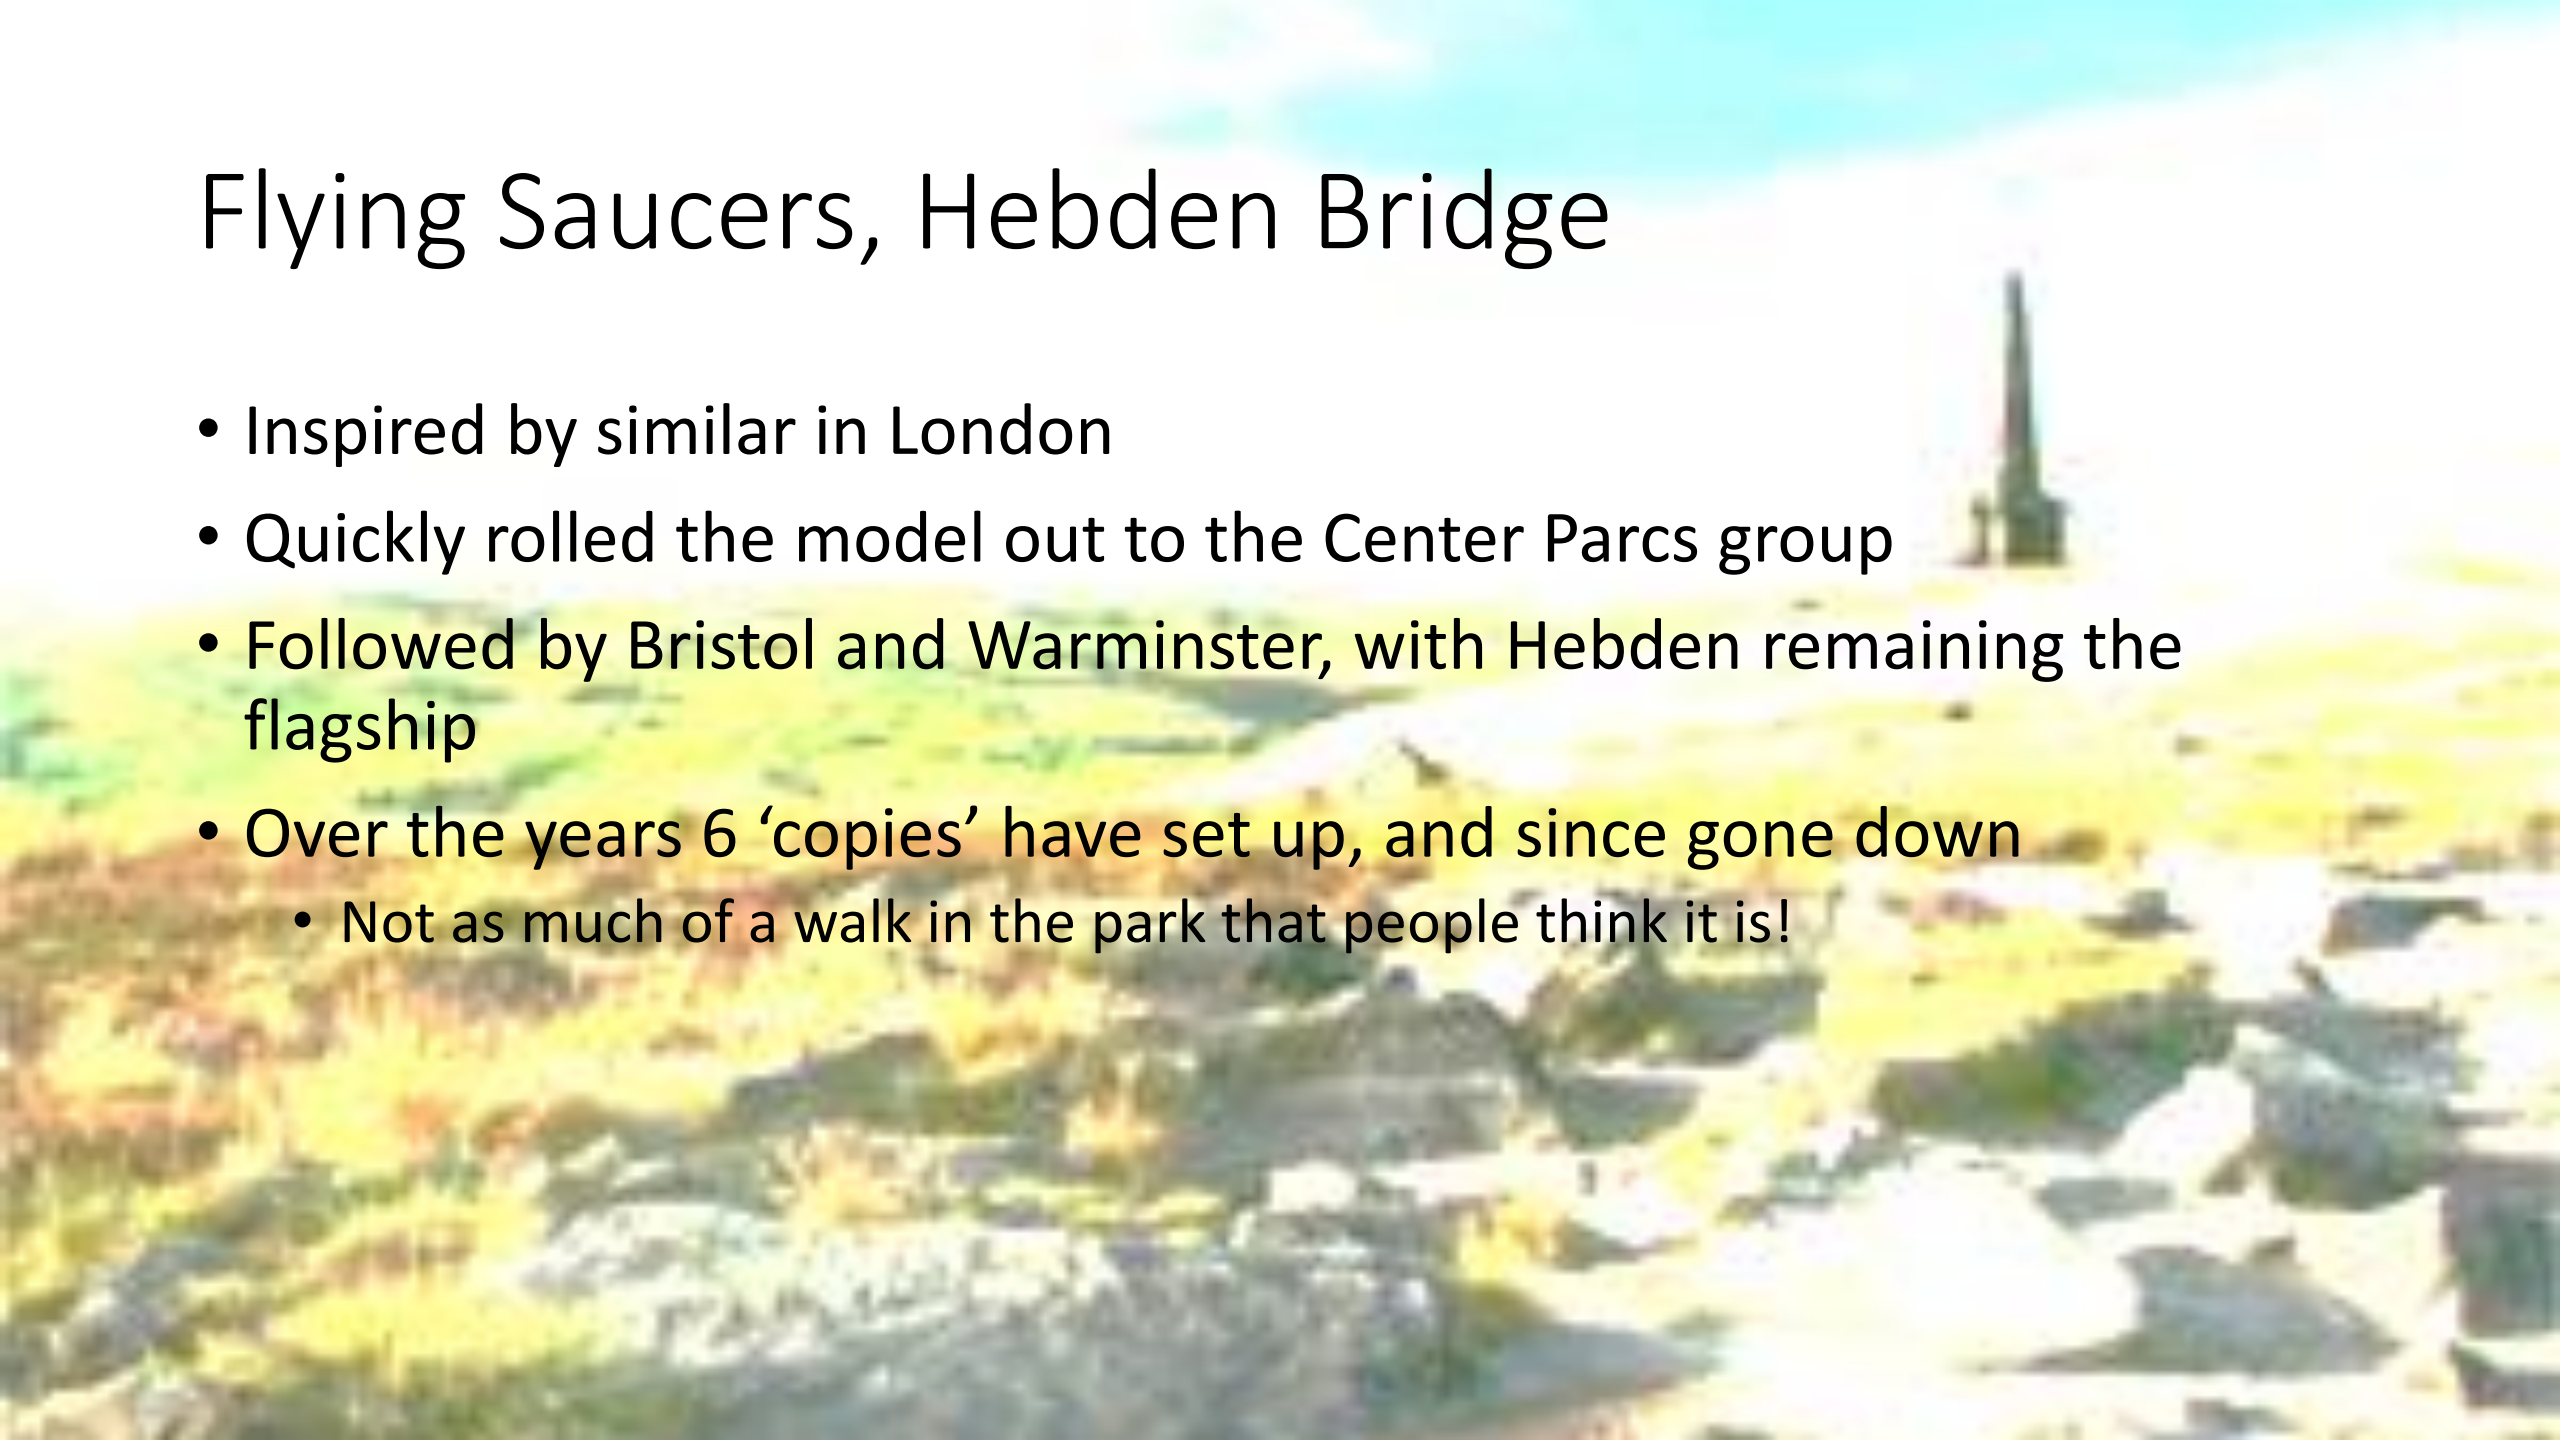 Flying Saucers, Hebden Bridge
• Inspired by similar in London
• Quickly rolled the model out to the Center Parcs group
• Followed by Bristol and Warminster, with Hebden remaining the
flagship
• Over the years 6 ‘copies’ have set up, and since gone down
• Not as much of a walk in the park that people think it is!